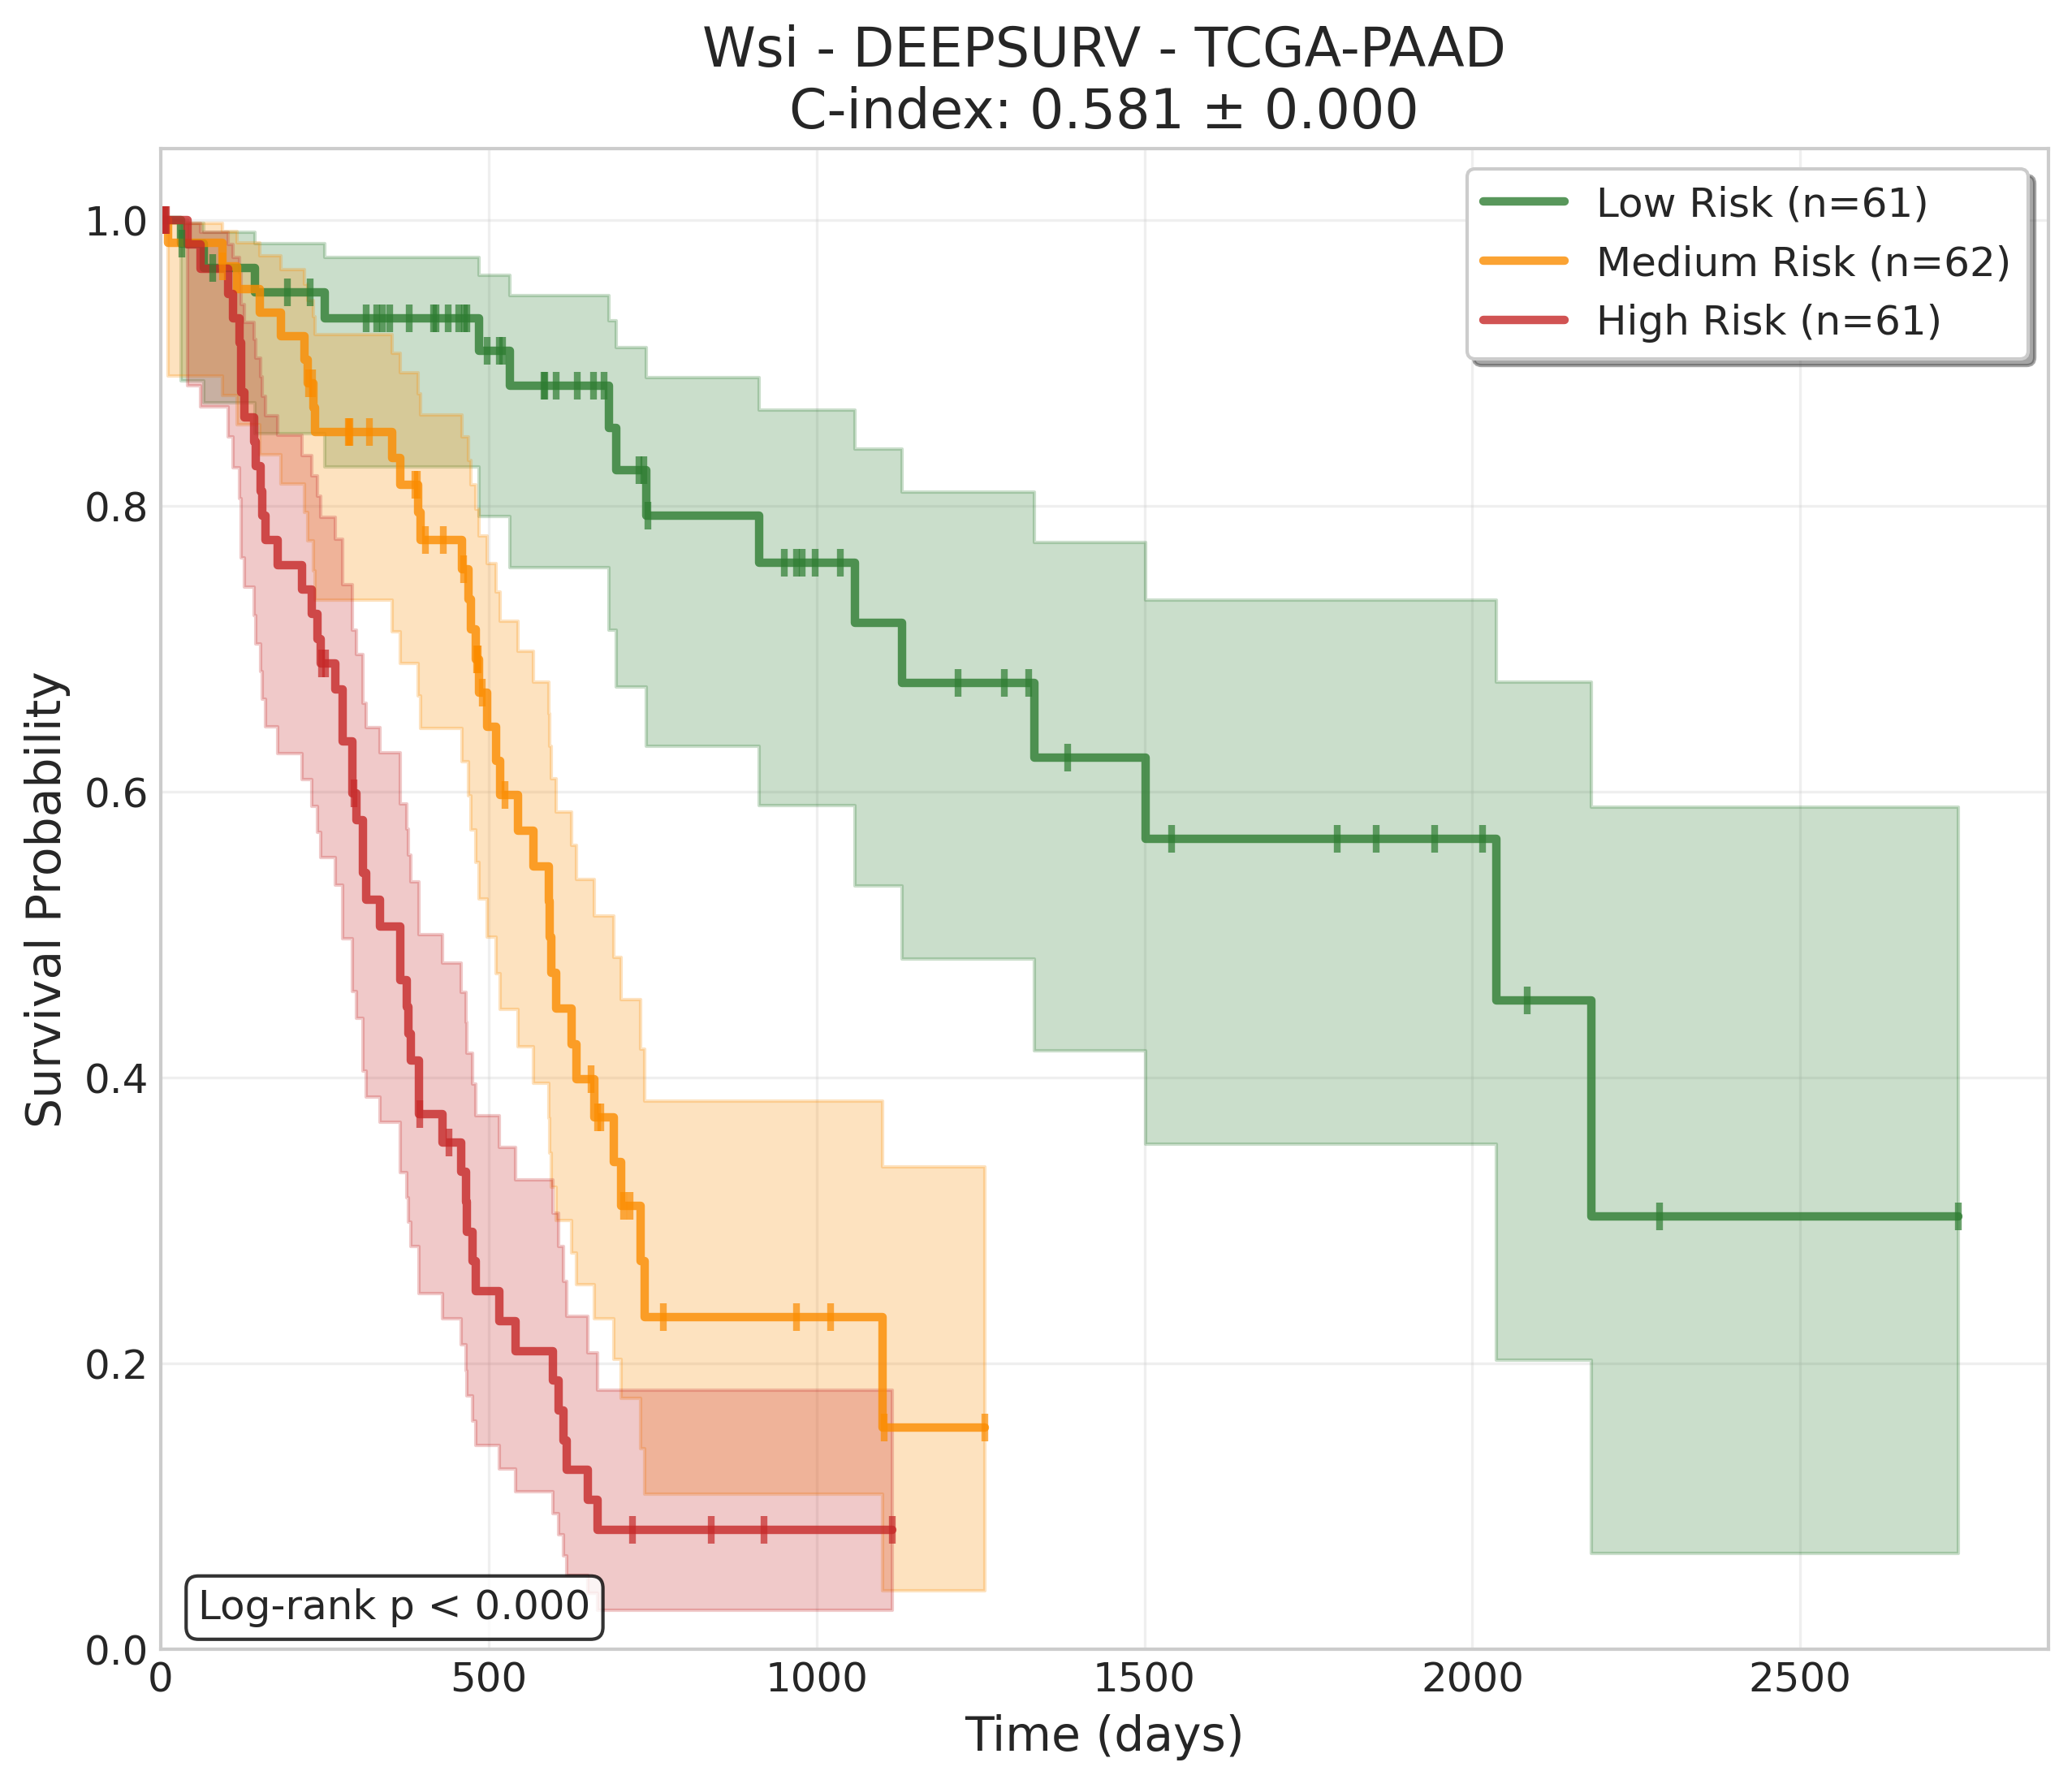 Wsi - DEEPSURV - TCGA-PAAD
C-index: 0.581 ± 0.000
Low Risk (n=61)
Medium Risk (n=62)
High Risk (n=61)
Survival Probability
1.0
0.8
0.6
0.4
0.2
0.0
Log-rank p < 0.000
0 500 1000 1500 2000 2500
Time (days)